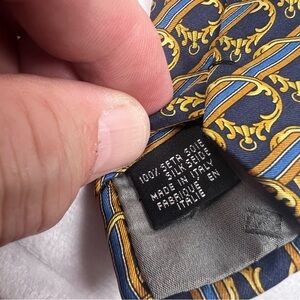 100% SETA SOIE
SILK SEIDE
MADE IN ITALY
FABRIQUE EN
ITALIE